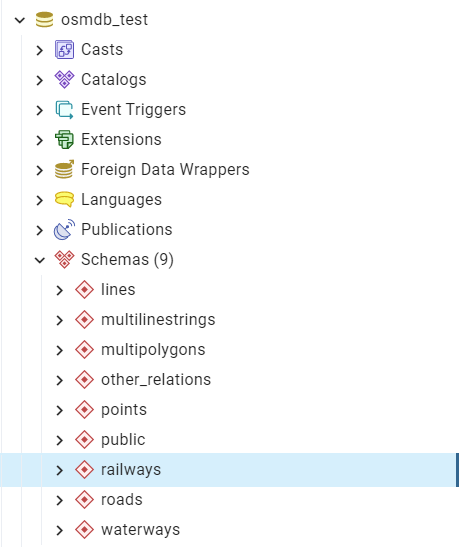 osmdb_test
Casts
Catalogs
Event Triggers
Extensions
Foreign Data Wrappers
Languages
Publications
Schemas (9)
lines
multilinestrings
multipolygons
other_relations
points
public
railways
roads
waterways